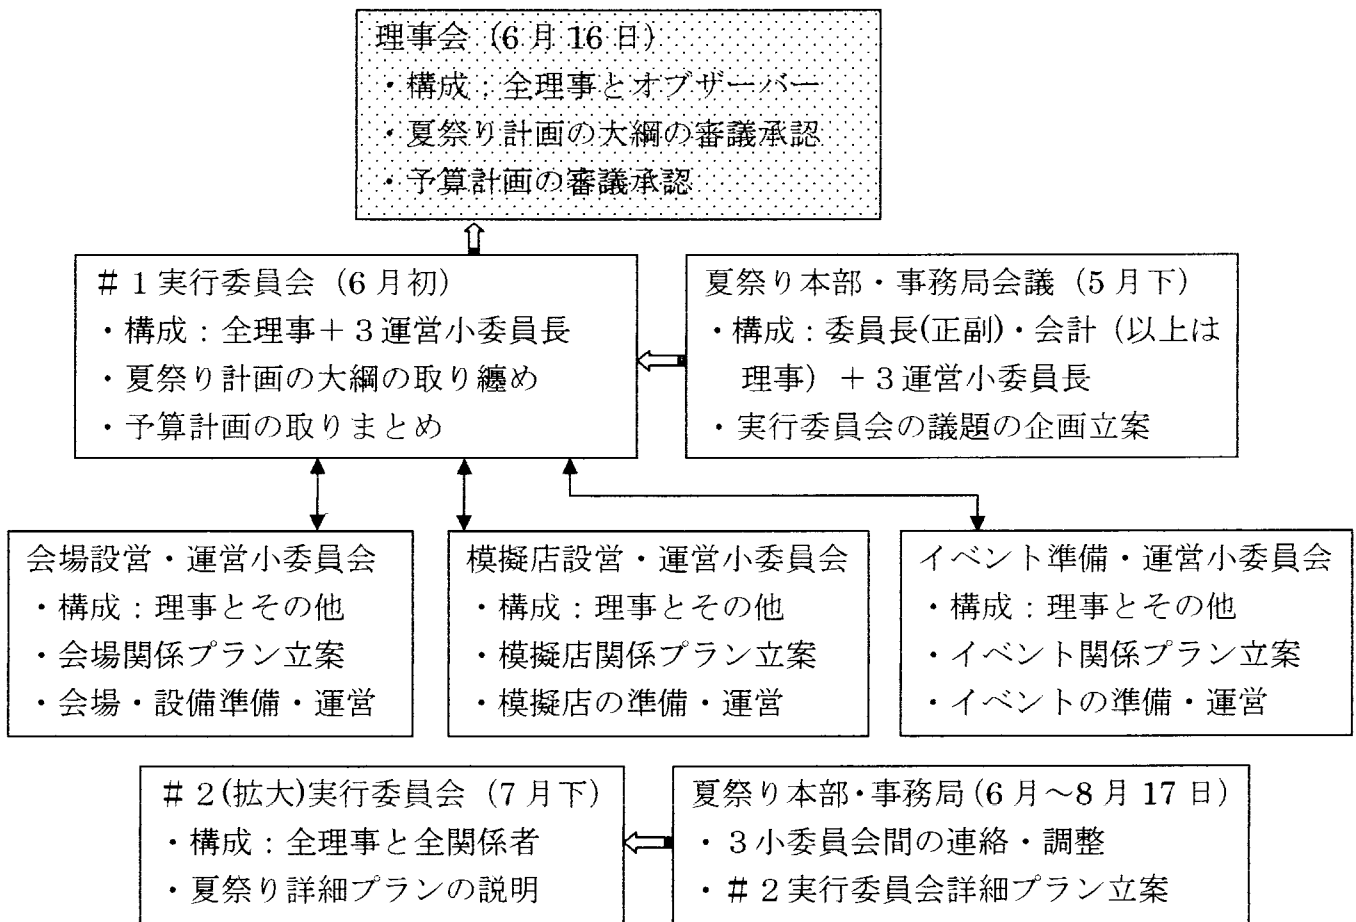 理事会（6月16日）
・構成：全理事とオブザーバー
・夏祭り計画の大綱の審議承認
・予算計画の審議承認
＃１実行委員会（6月初）
・構成：全理事＋３運営小委員長
・夏祭り計画の大綱の取り纏め
・予算計画の取りまとめ
夏祭り本部・事務局会議（5月下）
・構成：委員長(正副)・会計（以上は
理事）＋３運営小委員長
・実行委員会の議題の企画立案
会場設営・運営小委員会
・構成：理事とその他
・会場関係プラン立案
・会場・設備準備・運営
模擬店設営・運営小委員会
・構成：理事とその他
・模擬店関係プラン立案
・模擬店の準備・運営
イベント準備・運営小委員会
・構成：理事とその他
・イベント関係プラン立案
・イベントの準備・運営
＃２(拡大)実行委員会（7月下）
・構成：全理事と全関係者
・夏祭り詳細プランの説明
夏祭り本部・事務局(6月～8月17日)
・３小委員会間の連絡・調整
・＃２実行委員会詳細プラン立案